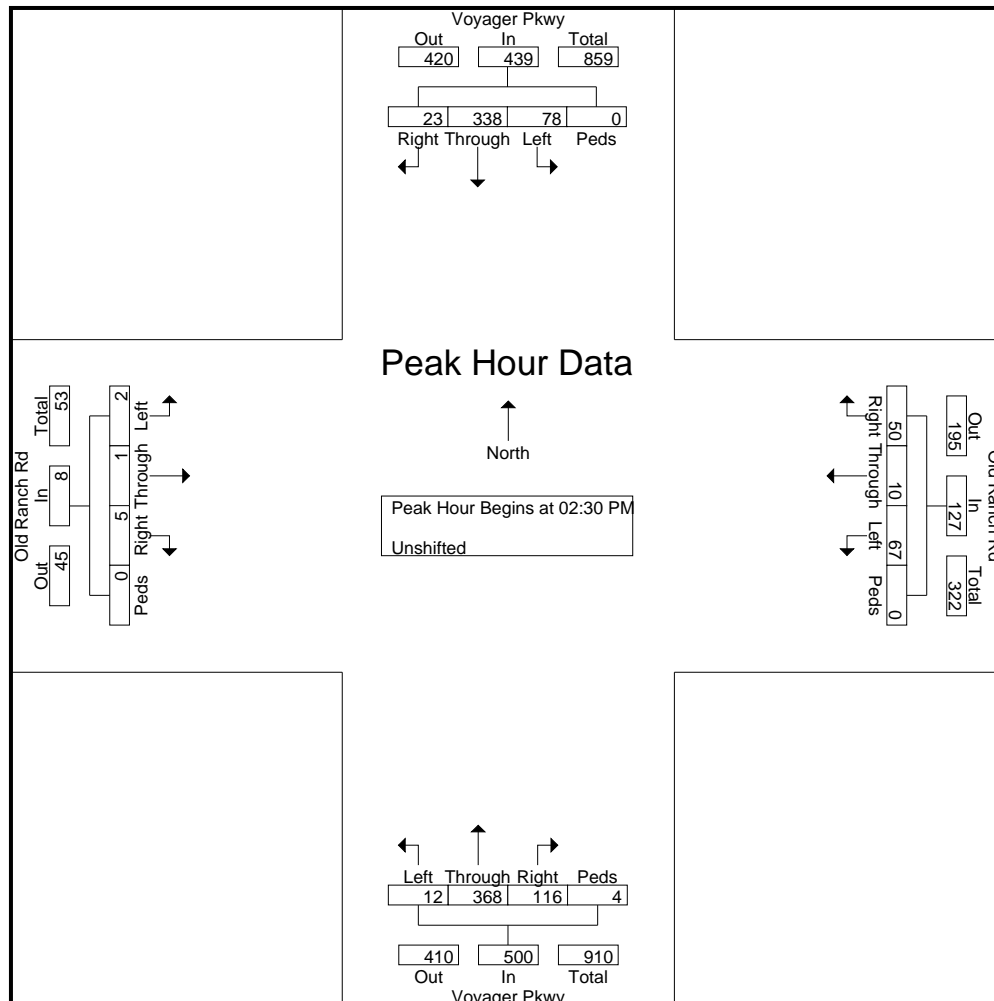 Voyager Pkwy
Out In Total
420 439 859
23 338 78 0
Right Through Left Peds
Peak Hour Data
North
Peak Hour Begins at 02:30 PM
Unshifted
Old Ranch Rd
Total In Out
53 8 45
2 1 5 0
Left Through Right Peds
Old Ranch Rd
Out In Total
195 127 322
50 10 67 0
Right Through Left Peds
Left Through Right Peds
12 368 116 4
410 500 910
Out In Total
Voyager Pkwy